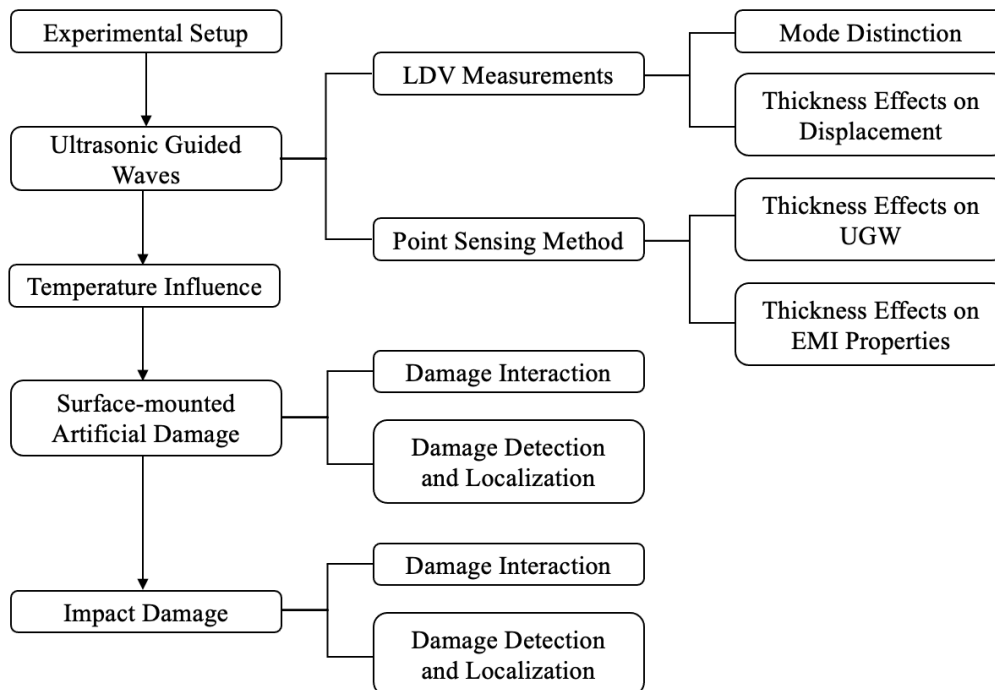 Experimental Setup
Ultrasonic Guided
Waves
Temperature Influence
Surface-mounted
Artificial Damage
Impact Damage
LDV Measurements
Point Sensing Method
Damage Interaction
Damage Detection
and Localization
Damage Interaction
Damage Detection
and Localization
Mode Distinction
Thickness Effects on
Displacement
Thickness Effects on
UGW
Thickness Effects on
EMI Properties